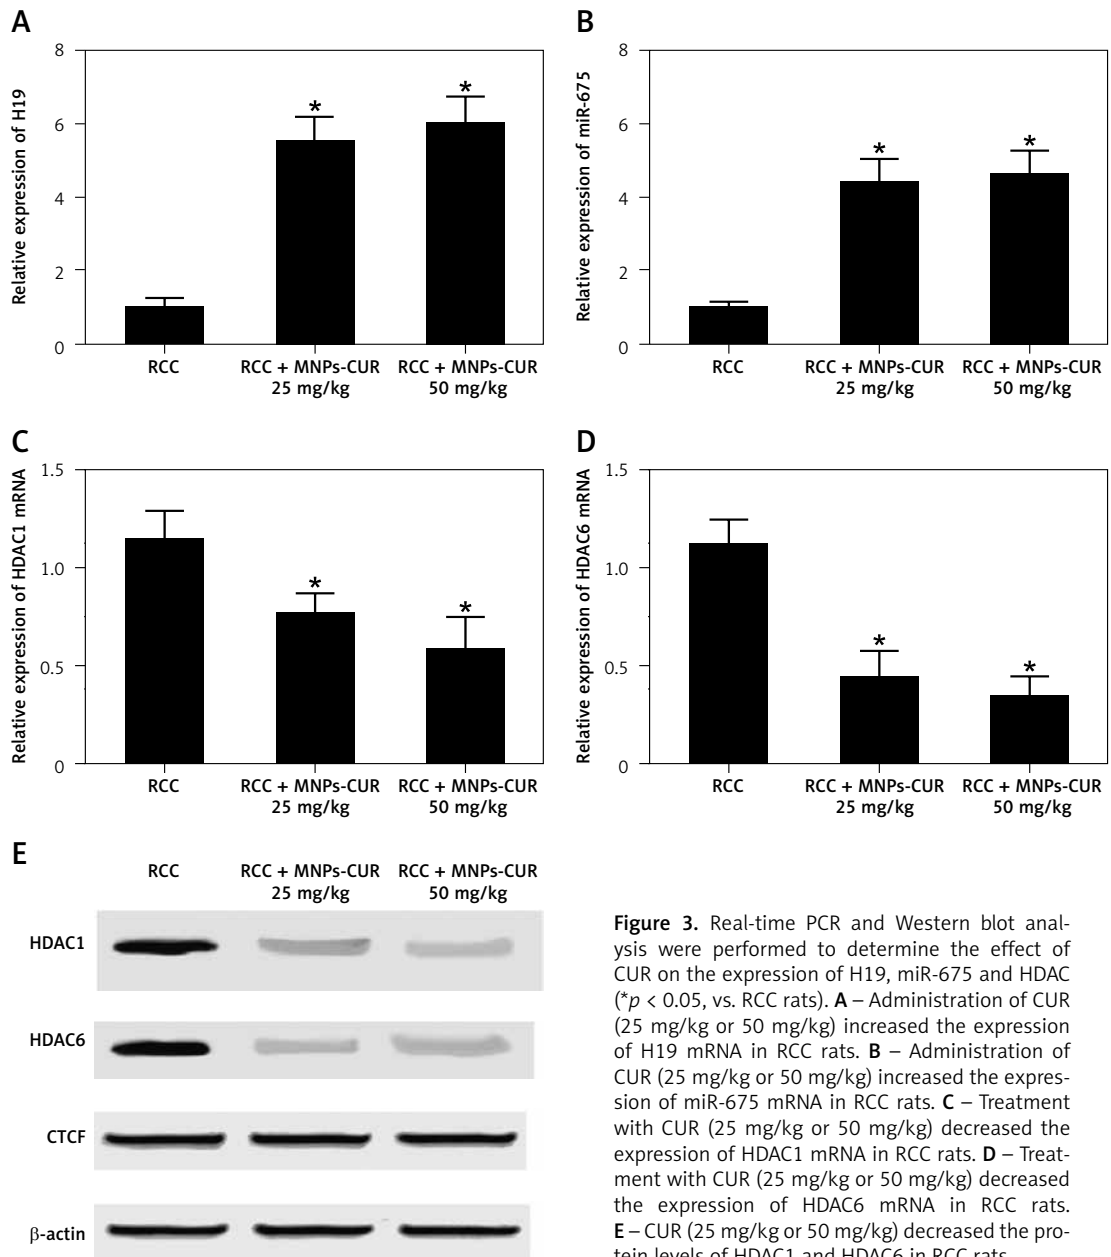 A
Relative expression of H19
8
6
4
2
0
*
*
RCC
RCC + MNPs-CUR
25 mg/kg
RCC + MNPs-CUR
50 mg/kg
B
Relative expression of miR-675
8
6
4
2
0
*
*
RCC
RCC + MNPs-CUR
25 mg/kg
RCC + MNPs-CUR
50 mg/kg
C
Relative expression of HDAC1 mRNA
1.5
1.0
0.5
0
*
*
RCC
RCC + MNPs-CUR
25 mg/kg
RCC + MNPs-CUR
50 mg/kg
D
Relative expression of HDAC6 mRNA
1.5
1.0
0.5
0
*
*
RCC
RCC + MNPs-CUR
25 mg/kg
RCC + MNPs-CUR
50 mg/kg
E
RCC
RCC + MNPs-CUR
25 mg/kg
RCC + MNPs-CUR
50 mg/kg
HDAC1
HDAC6
CTCF
β-actin
Figure 3. Real-time PCR and Western blot anal-
ysis were performed to determine the effect of
CUR on the expression of H19, miR-675 and HDAC
(*p < 0.05, vs. RCC rats). A – Administration of CUR
(25 mg/kg or 50 mg/kg) increased the expression
of H19 mRNA in RCC rats. B – Administration of
CUR (25 mg/kg or 50 mg/kg) increased the expres-
sion of miR-675 mRNA in RCC rats. C – Treatment
with CUR (25 mg/kg or 50 mg/kg) decreased the
expression of HDAC1 mRNA in RCC rats. D – Treat-
ment with CUR (25 mg/kg or 50 mg/kg) decreased
the expression of HDAC6 mRNA in RCC rats.
E – CUR (25 mg/kg or 50 mg/kg) decreased the pro-
tein levels of HDAC1 and HDAC6 in RCC rats